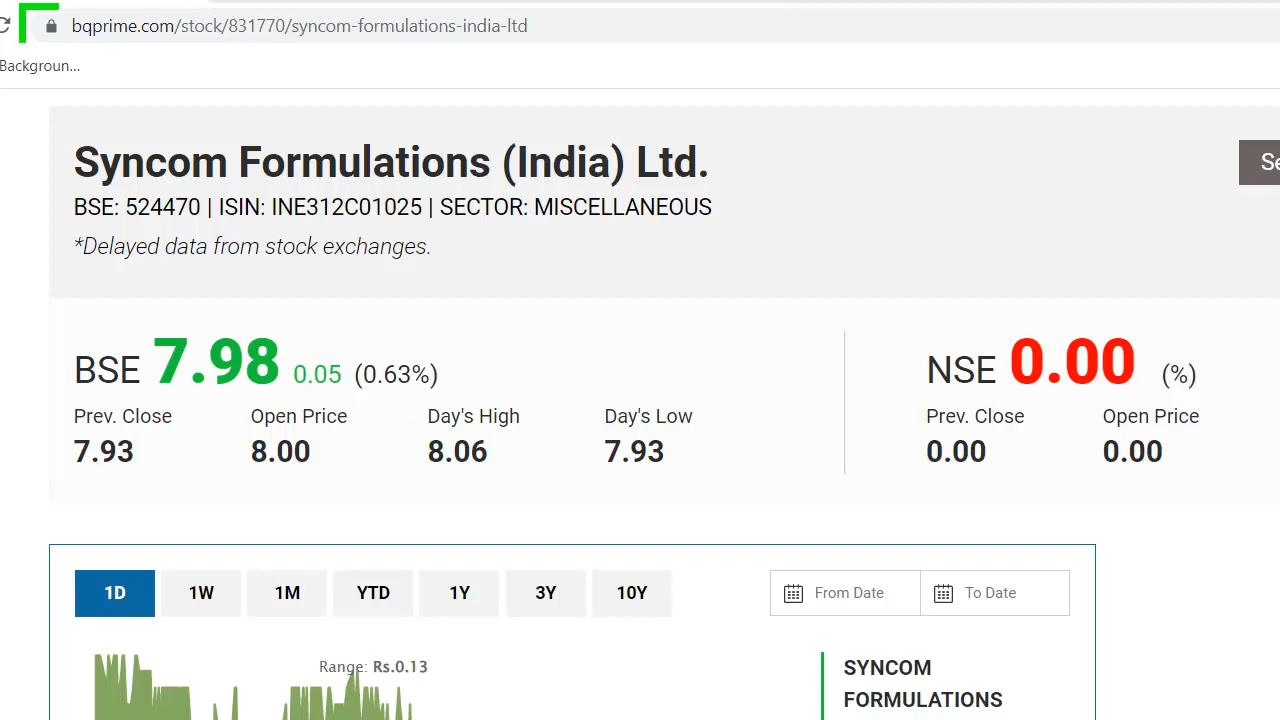 bqprime.com/stock/831770/syncom-formulations-india-ltd
Backgroun...
Syncom Formulations (India) Ltd.
Se
BSE: 524470 | ISIN: INE312C01025 | SECTOR: MISCELLANEOUS
*Delayed data from stock exchanges.
BSE 7.98 0.05 (0.63%)
NSE 0.00 (%)
Prev. Close Open Price Day's High Day's Low
Prev. Close Open Price
7.93 8.00 8.06 7.93
0.00 0.00
1D 1W 1M YTD 1Y 3Y 10Y
From Date To Date
Range: Rs.0.13
SYNCOM
FORMULATIONS